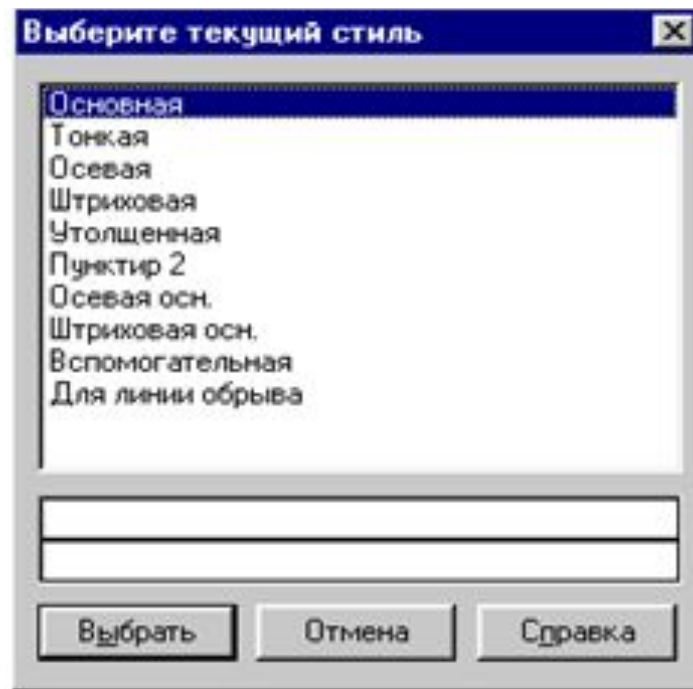 Выберите текущий стиль
Основная
Тонкая
Осевая
Штриховая
Утолщенная
Пунктир 2
Осевая осн.
Штриховая осн.
Вспомогательная
Для линии обрыва
Выбрать Отмена Справка